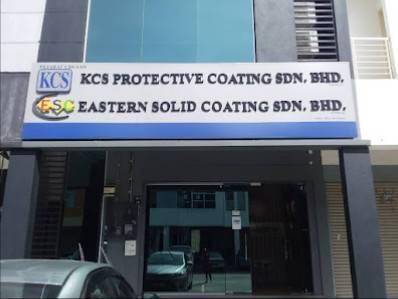 KCS
KCS PROTECTIVE COATING SDN. BHD.
ESC
EASTERN SOLID COATING SDN. BHD.